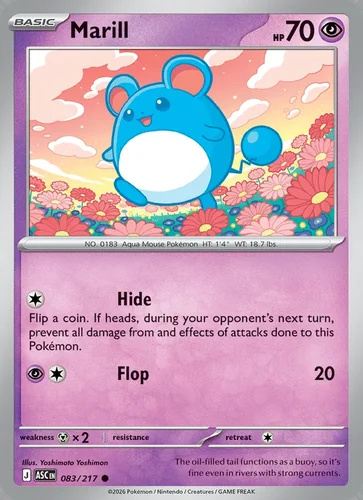 BASIC
Marill
HP 70
NO. 0183 Aqua Mouse Pokémon HT: 1'4" WT: 18.7 lbs.
Hide
Flip a coin. If heads, during your opponent's next turn,
prevent all damage from and effects of attacks done to this
Pokémon.
Flop 20
weakness ×2 resistance retreat
Illus. Yoshimoto Yoshimon
J ASC EN 083/217
The oil-filled tail functions as a buoy, so it's
fine even in rivers with strong currents.
©2026 Pokémon / Nintendo / Creatures / GAME FREAK